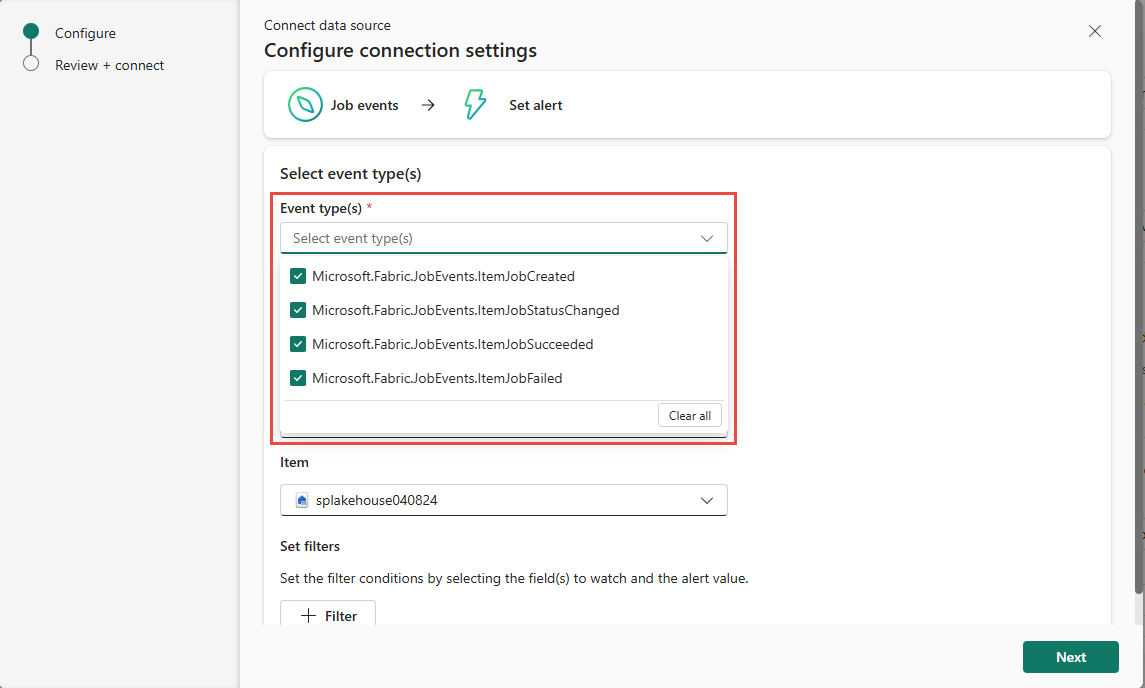 Configure
Review + connect
Connect data source
Configure connection settings
Job events
Set alert
Select event type(s)
Event type(s) *
Select event type(s)
Microsoft.Fabric.JobEvents.ItemJobCreated
Microsoft.Fabric.JobEvents.ItemJobStatusChanged
Microsoft.Fabric.JobEvents.ItemJobSucceeded
Microsoft.Fabric.JobEvents.ItemJobFailed
Clear all
Item
splakehouse040824
Set filters
Set the filter conditions by selecting the field(s) to watch and the alert value.
Filter
Next